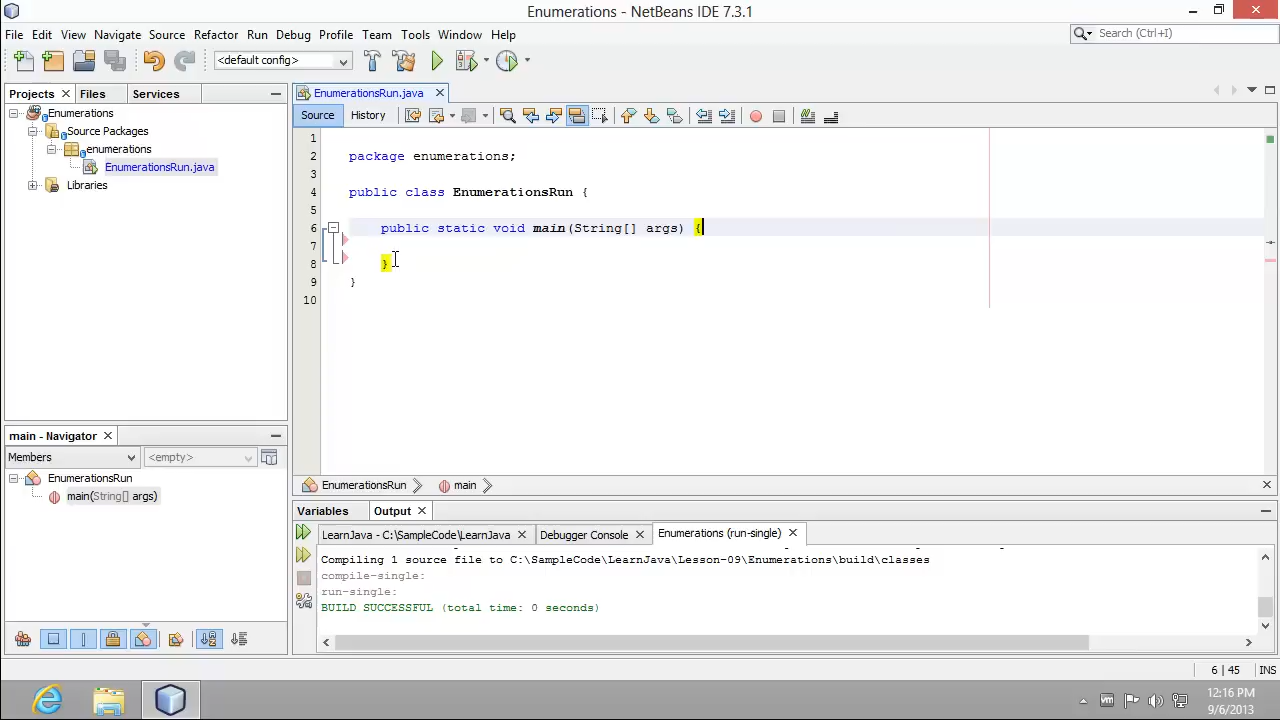 Enumerations - NetBeans IDE 7.3.1
File Edit View Navigate Source Refactor Run Debug Profile Team Tools Window Help
Search (Ctrl+I)
<default config>
Projects Files Services
EnumerationsRun.java
Source History
Enumerations
Source Packages
enumerations
EnumerationsRun.java
Libraries
1
2 package enumerations;
3
4 public class EnumerationsRun {
5
6 public static void main(String[] args) {
7
8 }
9 }
10
main - Navigator
Members <empty>
EnumerationsRun
main(String[] args)
EnumerationsRun main
Variables Output
LearnJava - C:\SampleCode\LearnJava Debugger Console Enumerations (run-single)
Compiling 1 source file to C:\SampleCode\LearnJava\Lesson-09\Enumerations\build\classes
compile-single:
run-single:
BUILD SUCCESSFUL (total time: 0 seconds)
6 | 45 INS
12:16 PM
9/6/2013